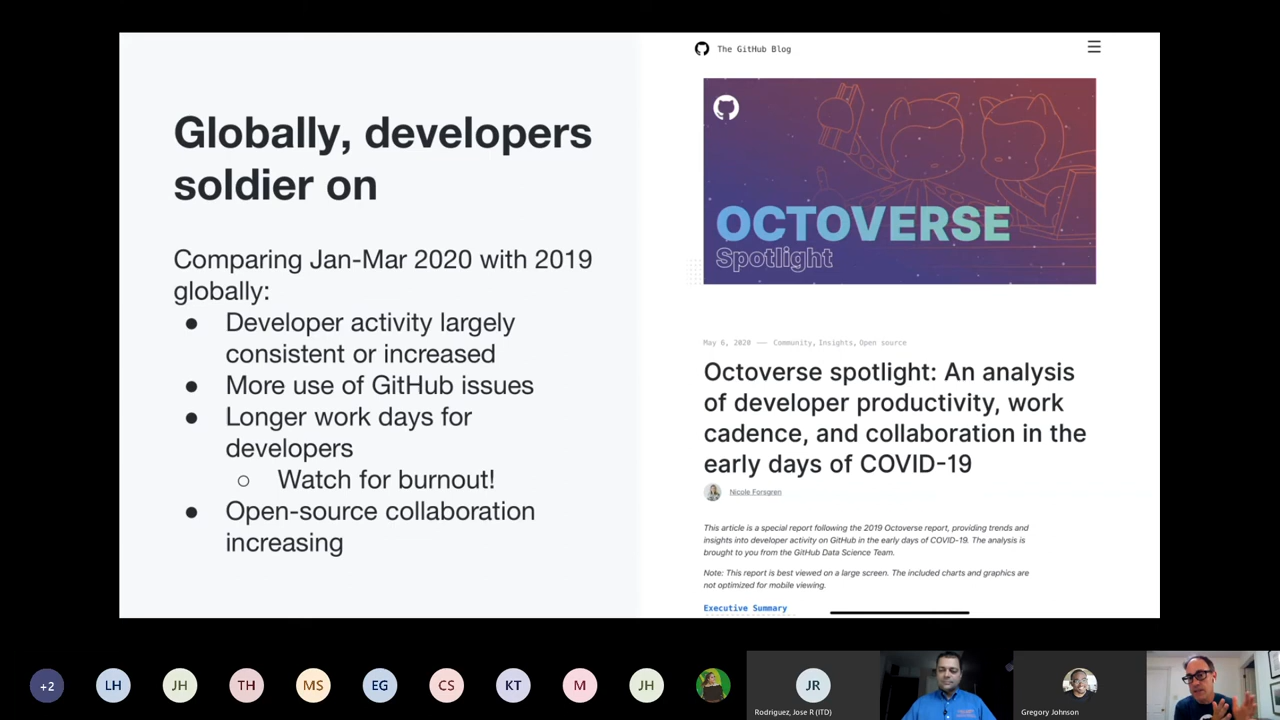 Globally, developers
soldier on
Comparing Jan-Mar 2020 with 2019
globally:
● Developer activity largely
consistent or increased
● More use of GitHub issues
● Longer work days for
developers
○ Watch for burnout!
● Open-source collaboration
increasing
The GitHub Blog
OCTOVERSE
Spotlight
May 6, 2020 — Community, Insights, Open source
Octoverse spotlight: An analysis
of developer productivity, work
cadence, and collaboration in the
early days of COVID-19
Nicole Forsgren
This article is a special report following the 2019 Octoverse report, providing trends and
insights into developer activity on GitHub in the early days of COVID-19. The analysis is
brought to you from the GitHub Data Science Team.
Note: This report is best viewed on a large screen. The included charts and graphics are
not optimized for mobile viewing.
Executive Summary
+2 LH JH TH MS EG CS KT M JH JR
Rodriguez, Jose R (ITD)
Gregory Johnson